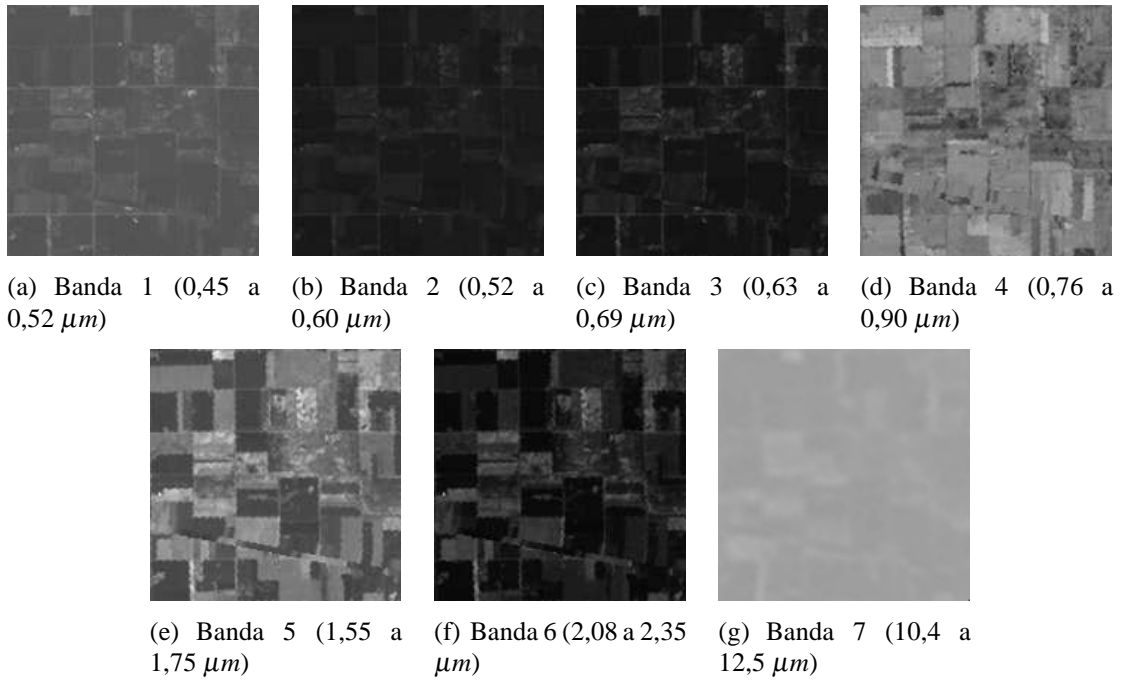 (a) Banda 1 (0,45 a
0,52 μm)
(b) Banda 2 (0,52 a
0,60 μm)
(c) Banda 3 (0,63 a
0,69 μm)
(d) Banda 4 (0,76 a
0,90 μm)
(e) Banda 5 (1,55 a
1,75 μm)
(f) Banda 6 (2,08 a 2,35
μm)
(g) Banda 7 (10,4 a
12,5 μm)